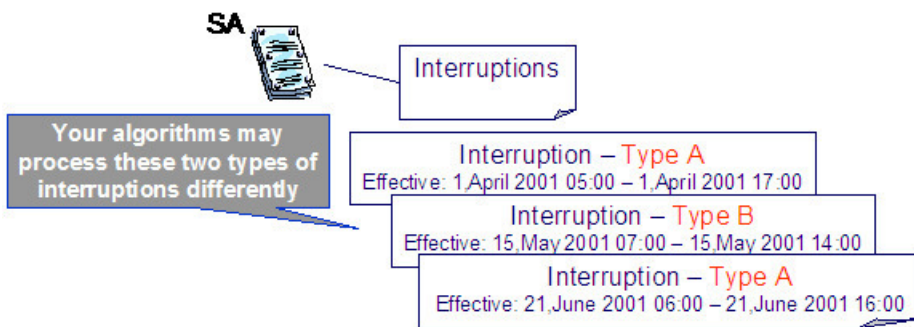 SA
Interruptions
Your algorithms may
process these two types of
interruptions differently
Interruption – Type A
Effective: 1,April 2001 05:00 – 1,April 2001 17:00
Interruption – Type B
Effective: 15,May 2001 07:00 – 15,May 2001 14:00
Interruption – Type A
Effective: 21,June 2001 06:00 – 21,June 2001 16:00